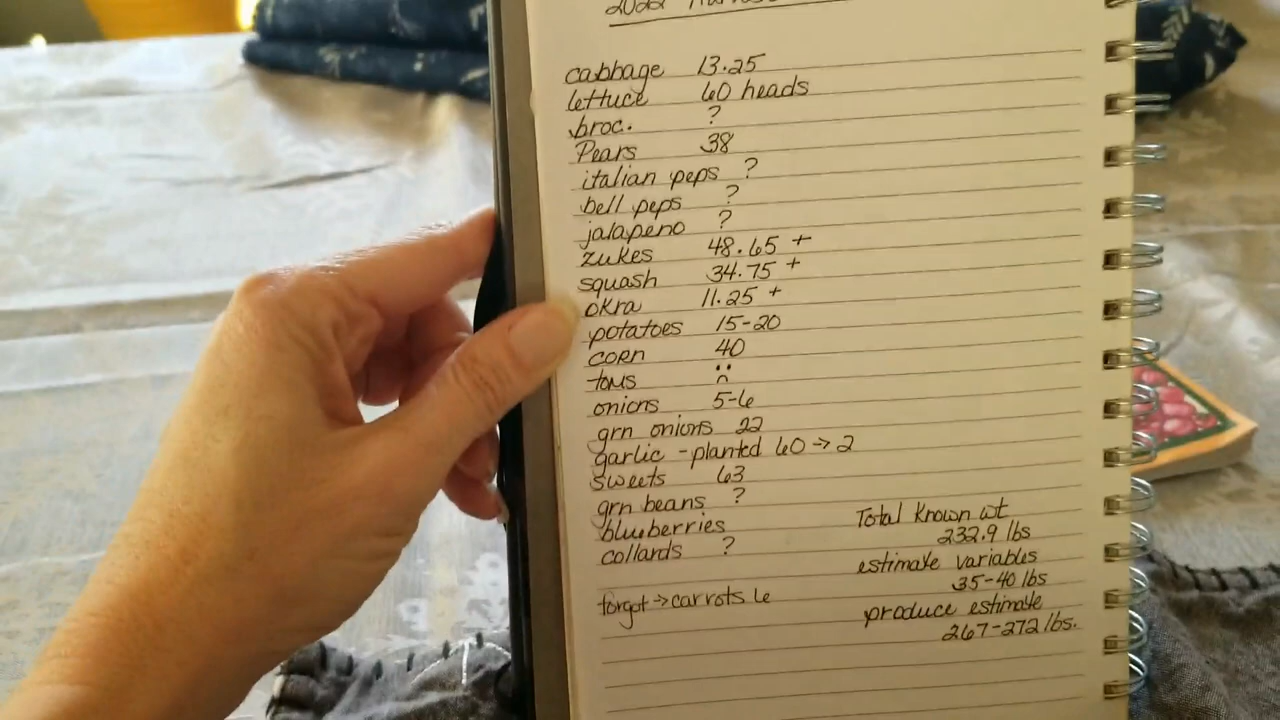 2022 Harvest
cabbage 13.25
lettuce 60 heads
broc. ?
Pears 38
italian peps ?
bell peps ?
jalapeno ?
zukes 48.65 +
squash 34.75 +
okra 11.25 +
potatoes 15-20
corn 40
toms
onions 5-6
grn onions 22
garlic - planted 60 → 2
sweets 63
grn beans ?
blueberries
collards ?
forgot → carrots 6
Total Known wt
232.9 lbs
estimate variables
35-40 lbs
produce estimate
267-272 lbs.